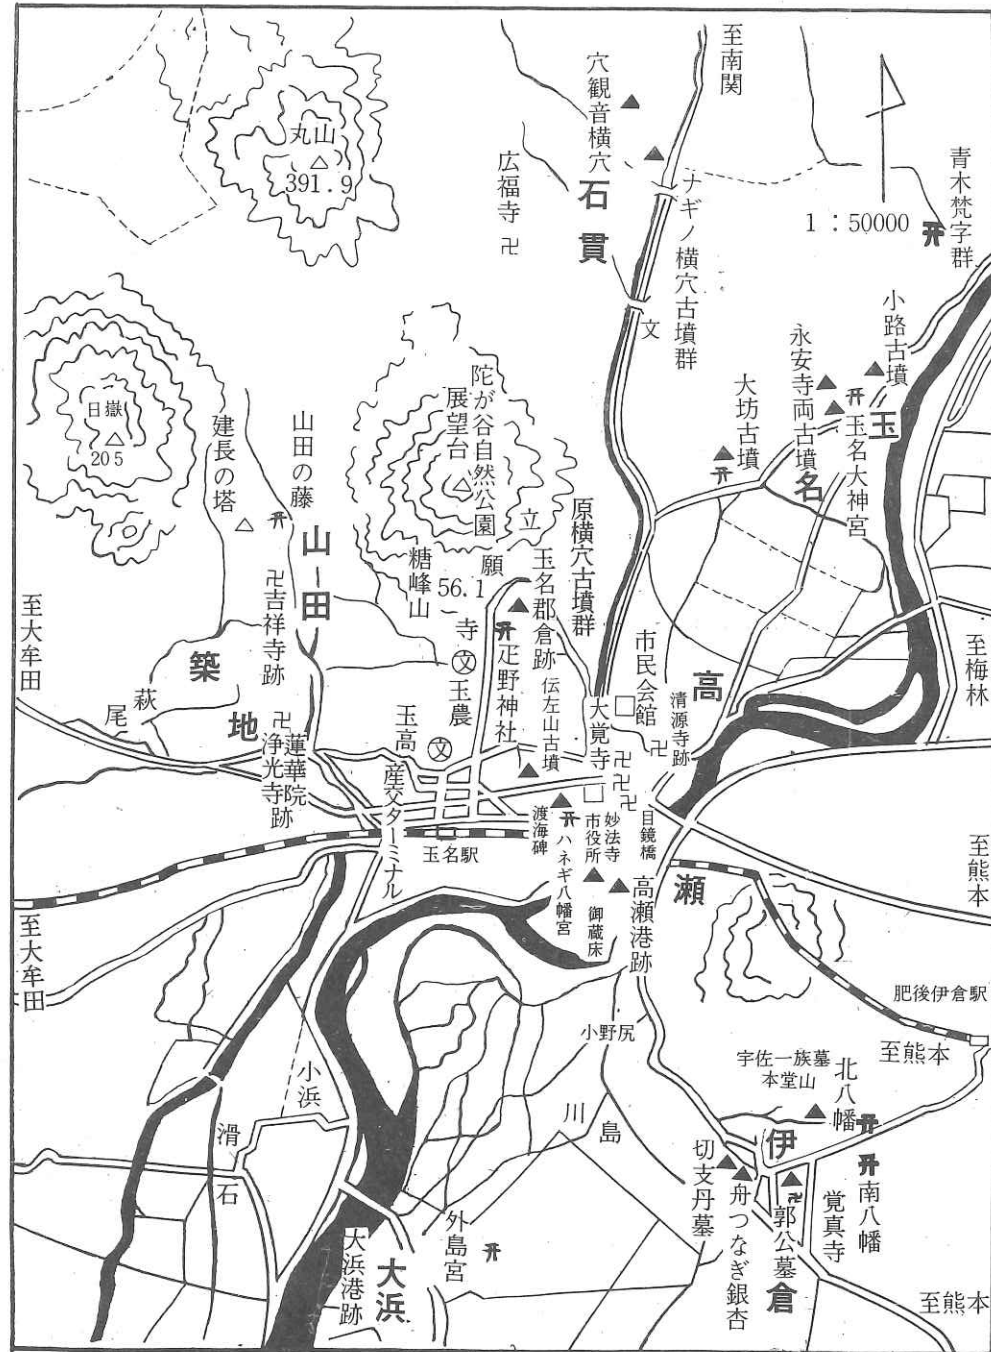 至南関
穴観音横穴
丸山
391.9
広福寺
石貫
ナギノ横穴古墳群
1:50000
青木梵字群
文
小路古墳
永安寺両古墳
玉名大神宮
大坊古墳
玉名
日嶽
205
建長の塔
山田の藤
山田
陀が谷自然公園
展望台
立願寺
糖峰山
56.1
原横穴古墳群
玉名郡倉跡
疋野神社
伝左山古墳
市民会館
高瀬
清源寺跡
至大牟田
築地
吉祥寺跡
萩尾
蓮華院跡
浄光寺跡
玉高
文
玉農
文
産交ターミナル
玉名駅
大覚寺
渡海碑
ハネギ八幡宮
市役所
妙法寺
目鏡橋
御蔵床
高瀬港跡
至梅林
至熊本
至大牟田
肥後伊倉駅
至熊本
小野尻
小浜
滑石
川島
宇佐一族墓
本堂山
北八幡
伊倉
南八幡
切支丹墓
舟つなぎ銀杏
郭公墓
覚真寺
外島宮
大浜港跡
大浜
至熊本